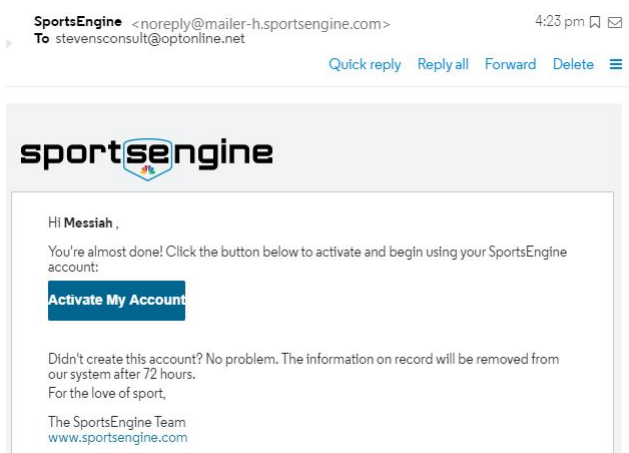 SportsEngine <noreply@mailer-h.sportsengine.com> 4:23 pm
To stevensconsult@optonline.net
Quick reply Reply all Forward Delete
sportsengine
Hi Messiah ,
You're almost done! Click the button below to activate and begin using your SportsEngine
account:
Activate My Account
Didn't create this account? No problem. The information on record will be removed from
our system after 72 hours.
For the love of sport,
The SportsEngine Team
www.sportsengine.com